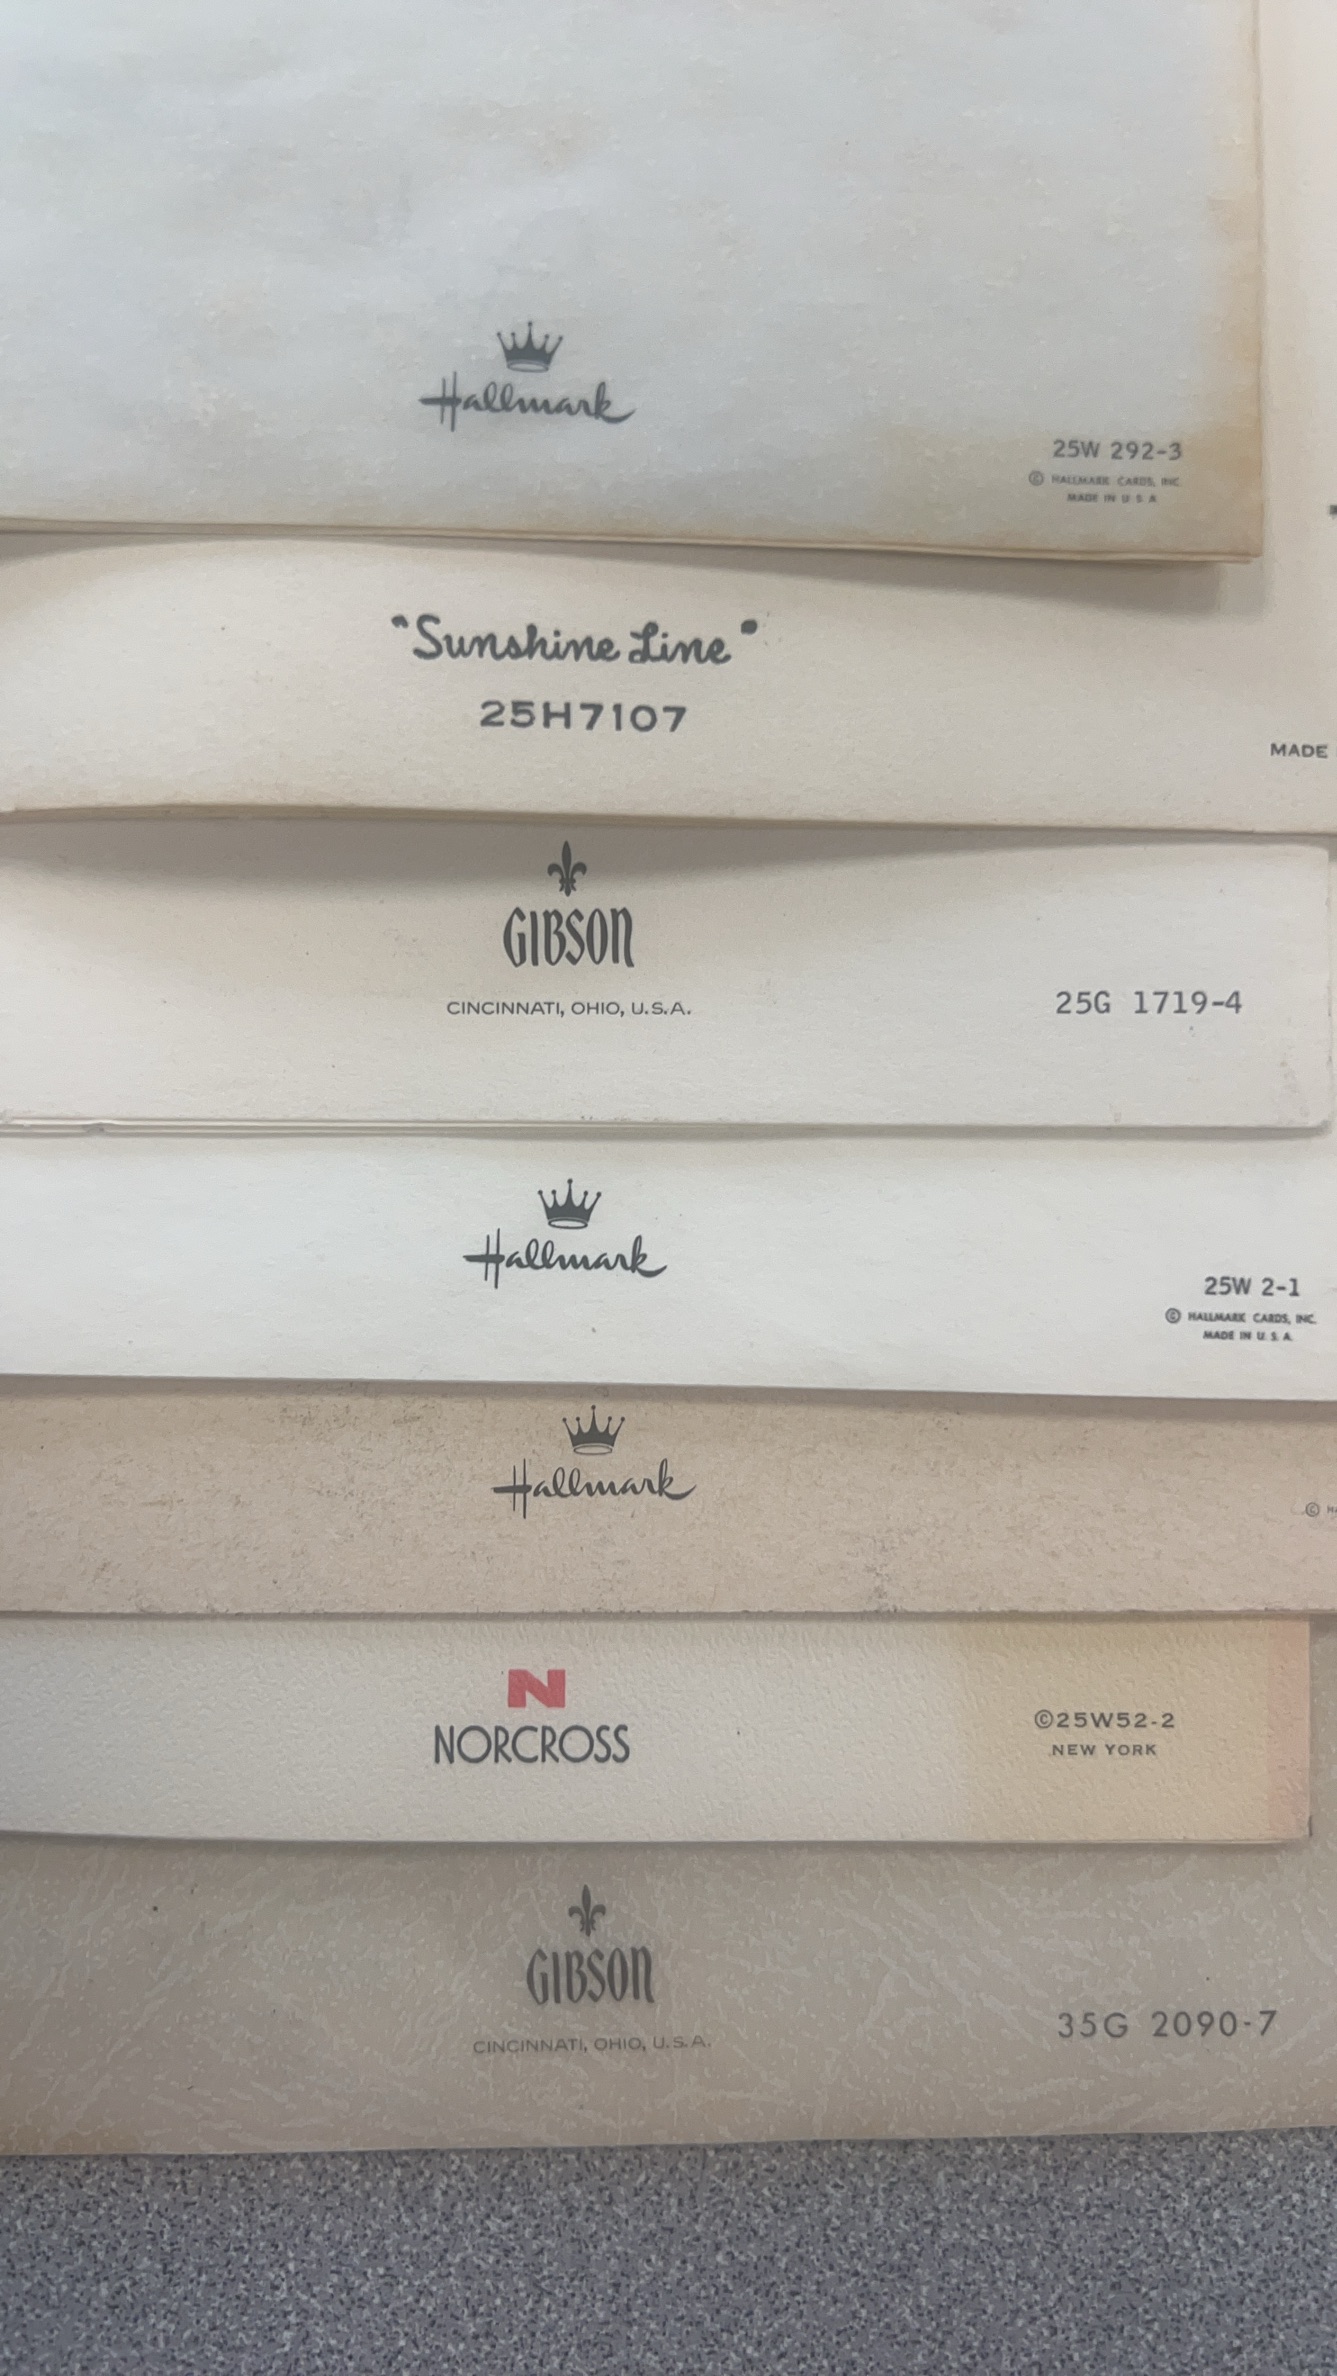 Hallmark
25W 292-3
© HALLMARK CARDS, INC.
MADE IN U S A
"Sunshine Line"
25H7107
MADE
GIBSON
CINCINNATI, OHIO, U.S.A.
25G 1719-4
Hallmark
25W 2-1
© HALLMARK CARDS, INC.
MADE IN U. S. A.
Hallmark
©
N
NORCROSS
©25W52-2
NEW YORK
GIBSON
CINCINNATI, OHIO, U.S.A.
35G 2090-7